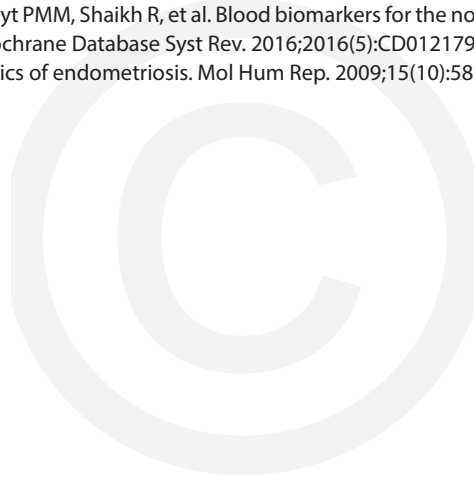 yt PMM, Shaikh R, et al. Blood biomarkers for the no
ochrane Database Syst Rev. 2016;2016(5):CD012179
ics of endometriosis. Mol Hum Rep. 2009;15(10):58